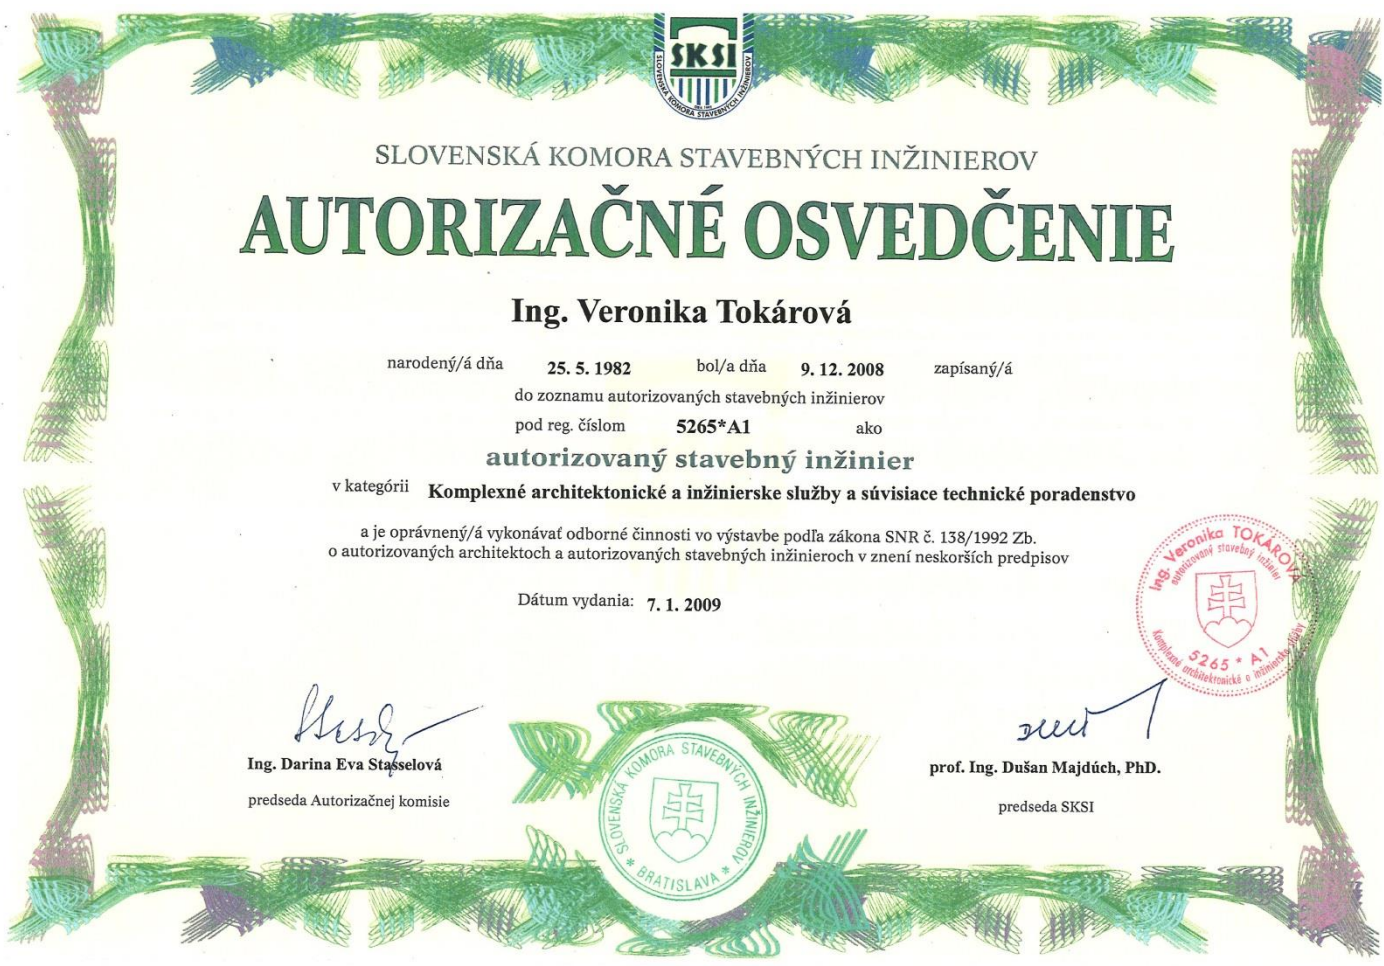 SKSI
SLOVENSKÁ KOMORA STAVEBNÝCH INŽINIEROV
SLOVENSKÁ KOMORA STAVEBNÝCH INŽINIEROV
AUTORIZAČNÉ OSVEDČENIE
Ing. Veronika Tokárová
narodený/á dňa 25. 5. 1982 bol/a dňa 9. 12. 2008 zapísaný/á
do zoznamu autorizovaných stavebných inžinierov
pod reg. číslom 5265*A1 ako
autorizovaný stavebný inžinier
v kategórii Komplexné architektonické a inžinierske služby a súvisiace technické poradenstvo
a je oprávnený/á vykonávať odborné činnosti vo výstavbe podľa zákona SNR č. 138/1992 Zb.
o autorizovaných architektoch a autorizovaných stavebných inžinieroch v znení neskorších predpisov
Dátum vydania: 7. 1. 2009
Ing. Veronika TOKÁROVÁ
autorizovaný stavebný inžinier
5265 * A1
Komplexné architektonické a inžinierske služby
Ing. Darina Eva Stasselová
predseda Autorizačnej komisie
prof. Ing. Dušan Majdúch, PhD.
predseda SKSI
SLOVENSKÁ KOMORA STAVEBNÝCH INŽINIEROV
* BRATISLAVA *